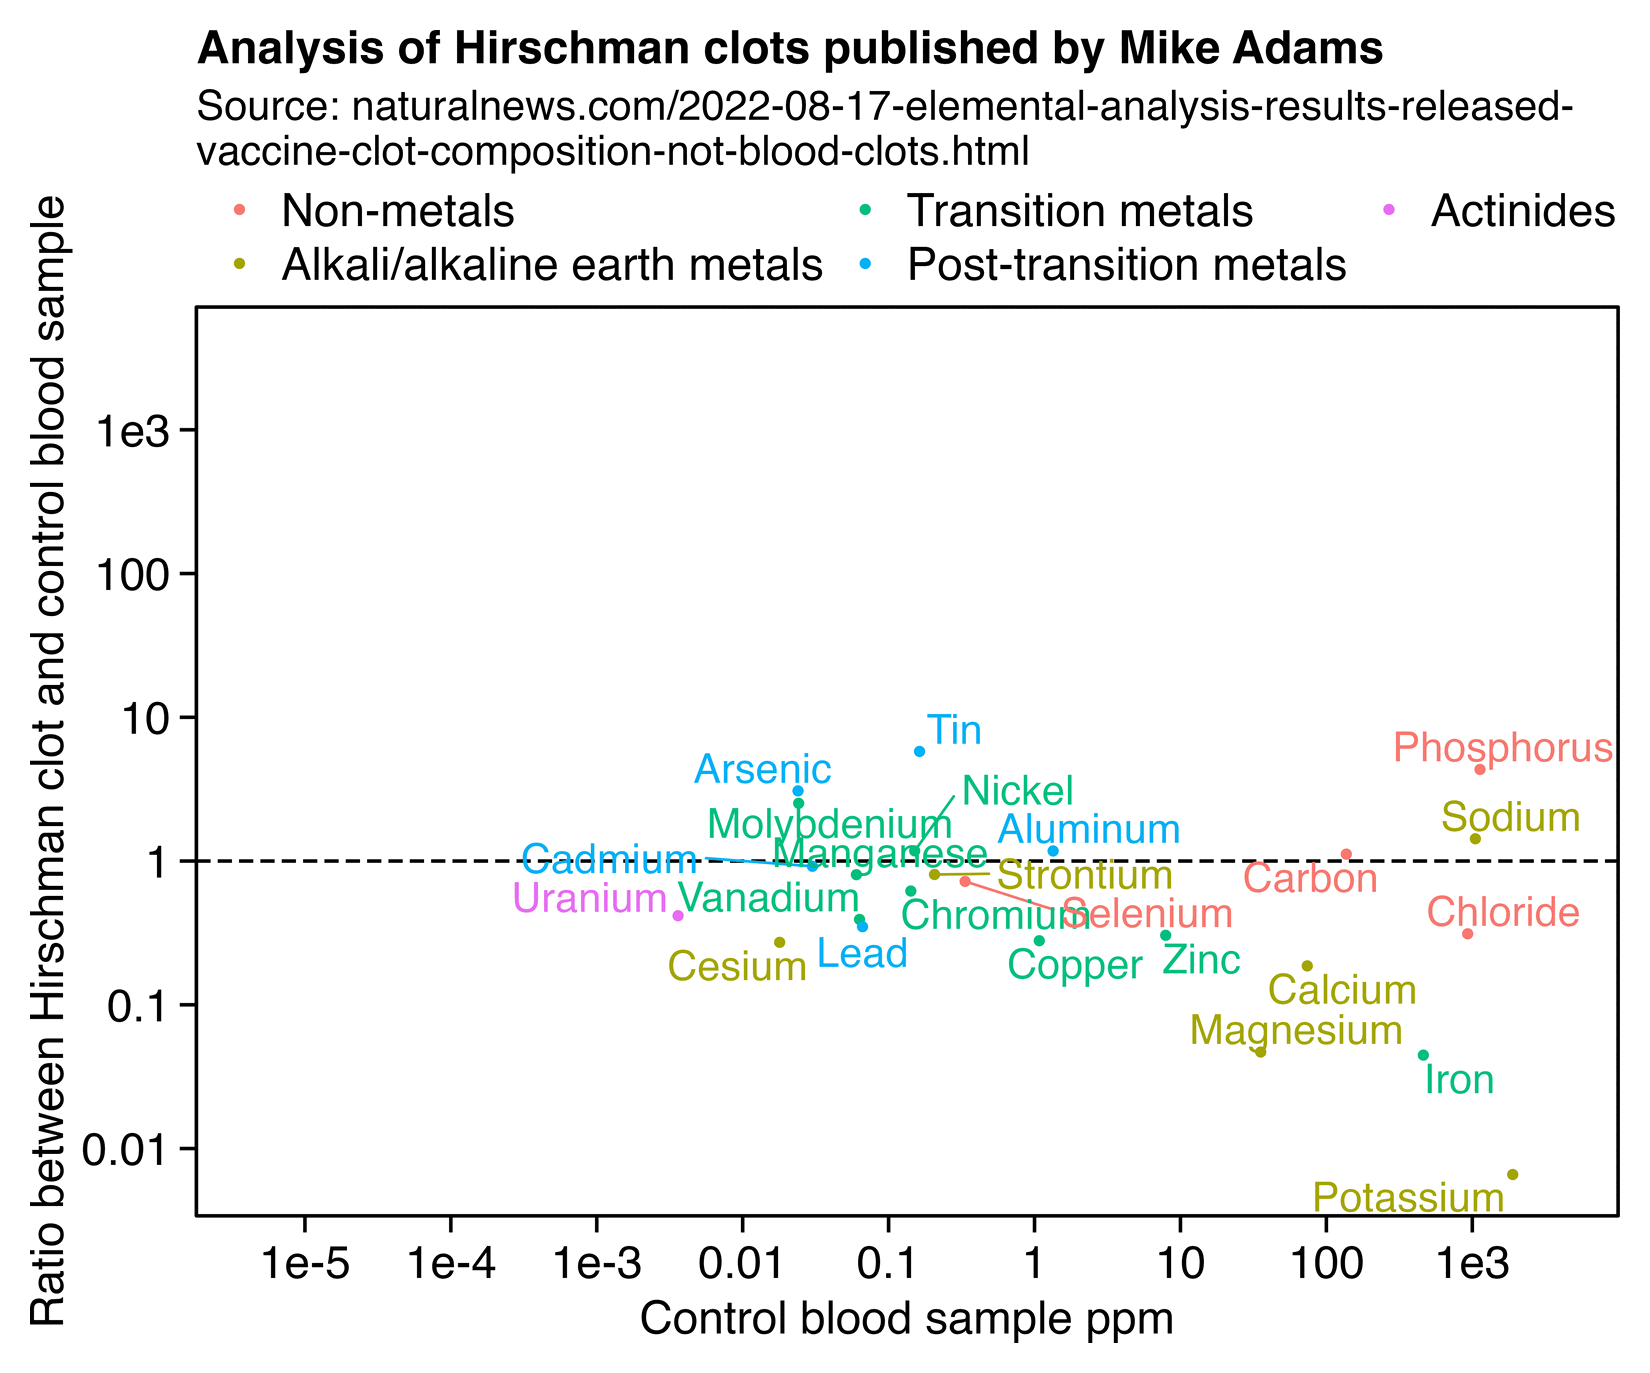 Analysis of Hirschman clots published by Mike Adams
Source: naturalnews.com/2022-08-17-elemental-analysis-results-released-
vaccine-clot-composition-not-blood-clots.html
Non-metals
Transition metals
Actinides
Alkali/alkaline earth metals
Post-transition metals
Ratio between Hirschman clot and control blood sample
1e3
100
10
1
0.1
0.01
Tin
Phosphorus
Arsenic
Nickel
Sodium
Molybdenum
Aluminum
Manganese
Cadmium
Strontium
Carbon
Uranium
Vanadium
Chromium
Selenium
Chloride
Lead
Cesium
Copper
Zinc
Calcium
Magnesium
Iron
Potassium
1e-5
1e-4
1e-3
0.01
0.1
1
10
100
1e3
Control blood sample ppm